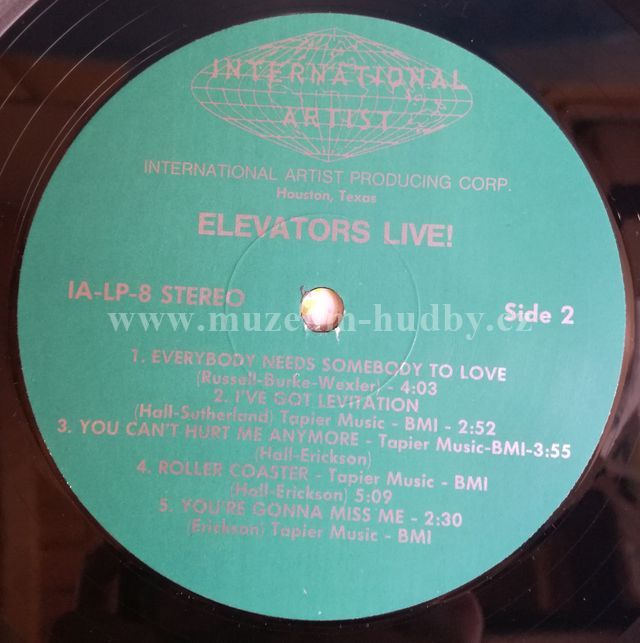 INTERNATIONAL
ARTIST
INTERNATIONAL ARTIST PRODUCING CORP.
Houston, Texas
ELEVATORS LIVE!
IA-LP-8 STEREO
Side 2
www.muzeum-hudby.cz
1. EVERYBODY NEEDS SOMEBODY TO LOVE
(Russell-Burke-Wexler) - 4:03
2. I'VE GOT LEVITATION
(Hall-Sutherland) Tapier Music - BMI - 2:52
3. YOU CAN'T HURT ME ANYMORE - Tapier Music-BMI-3:55
(Hall-Erickson)
4. ROLLER COASTER - Tapier Music - BMI
(Hall-Erickson) 5:09
5. YOU'RE GONNA MISS ME - 2:30
(Erickson) Tapier Music - BMI